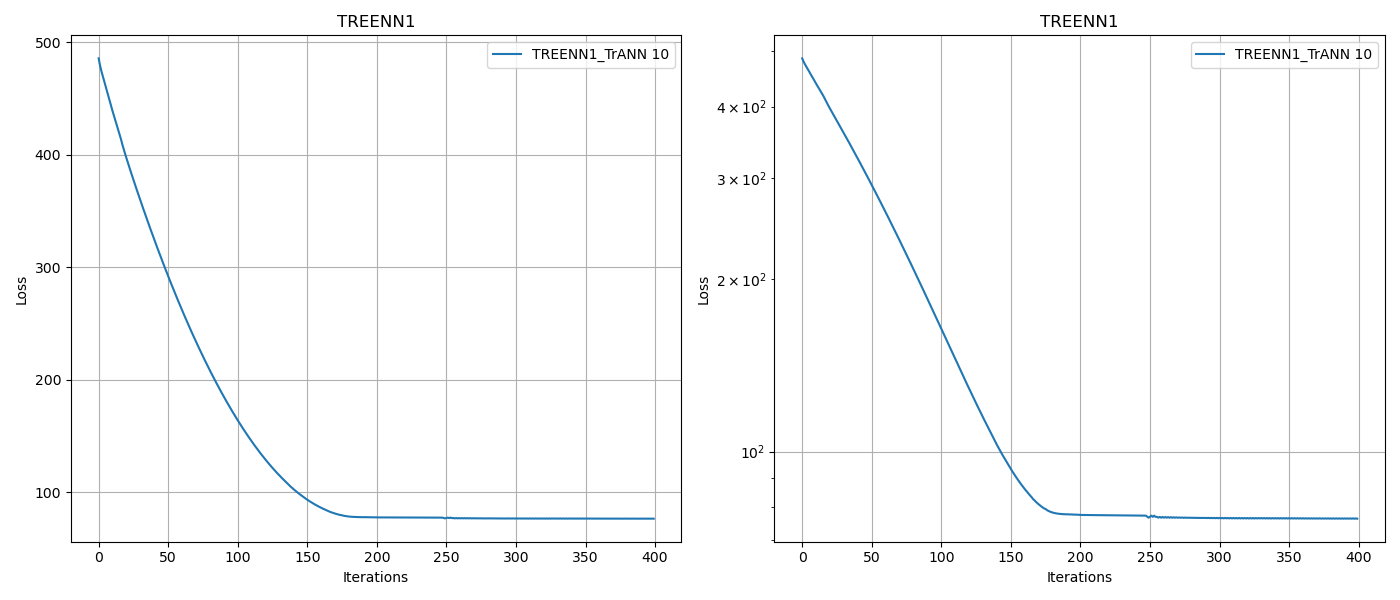 TREENN1
TREENN1_TrANN 10
500
400
300
200
100
Loss
0 50 100 150 200 250 300 350 400
Iterations
TREENN1
TREENN1_TrANN 10
4 × 10²
3 × 10²
2 × 10²
10²
Loss
0 50 100 150 200 250 300 350 400
Iterations